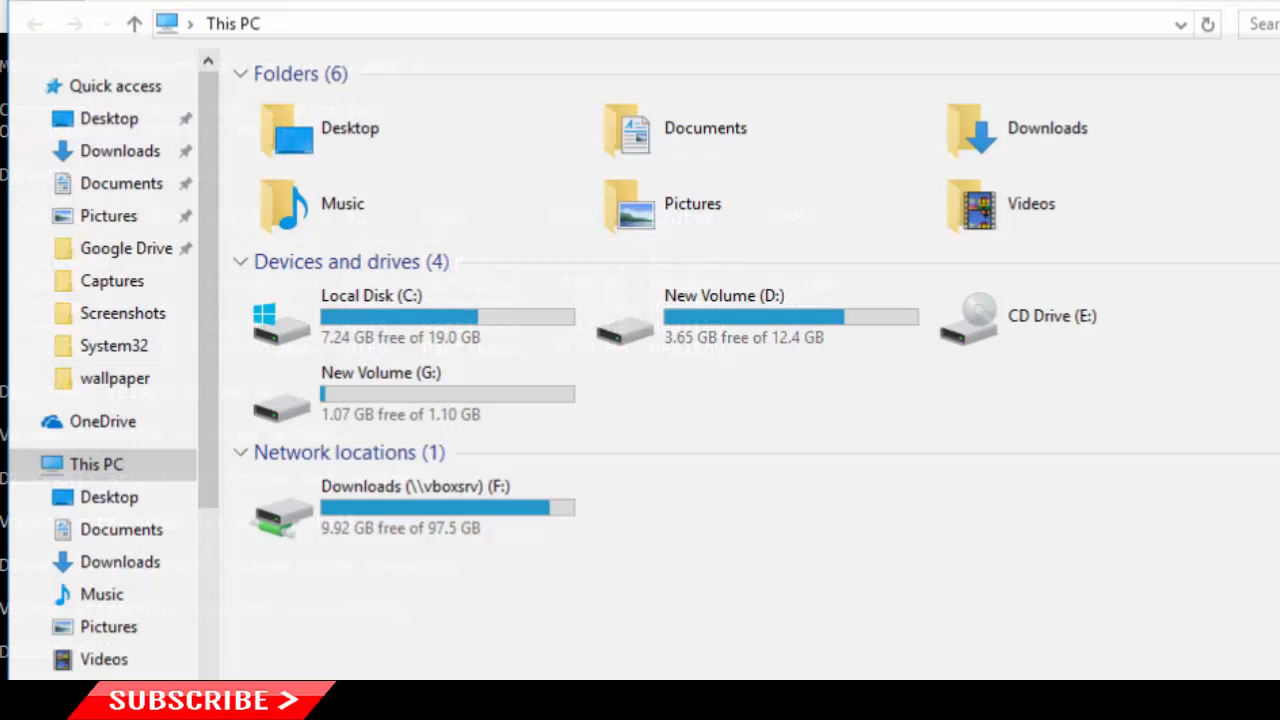 This PC
Sear
Quick access
Desktop
Downloads
Documents
Pictures
Google Drive
Captures
Screenshots
System32
wallpaper
OneDrive
This PC
Desktop
Documents
Downloads
Music
Pictures
Videos
Folders (6)
Desktop
Documents
Downloads
Music
Pictures
Videos
Devices and drives (4)
Local Disk (C:)
7.24 GB free of 19.0 GB
New Volume (D:)
3.65 GB free of 12.4 GB
CD Drive (E:)
New Volume (G:)
1.07 GB free of 1.10 GB
Network locations (1)
Downloads (\\vboxsrv) (F:)
9.92 GB free of 97.5 GB
SUBSCRIBE >